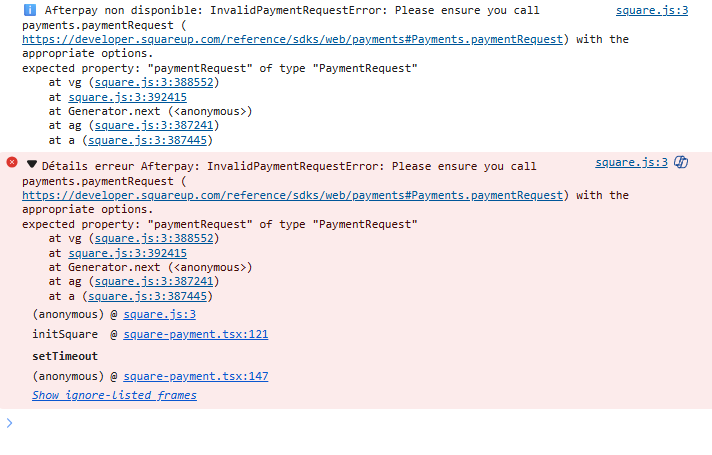 Afterpay non disponible: InvalidPaymentRequestError: Please ensure you call square.js:3
payments.paymentRequest (
https://developer.squareup.com/reference/sdks/web/payments#Payments.paymentRequest) with the
appropriate options.
expected property: "paymentRequest" of type "PaymentRequest"
at vg (square.js:3:388552)
at square.js:3:392415
at Generator.next (<anonymous>)
at ag (square.js:3:387241)
at a (square.js:3:387445)
Détails erreur Afterpay: InvalidPaymentRequestError: Please ensure you call square.js:3
payments.paymentRequest (
https://developer.squareup.com/reference/sdks/web/payments#Payments.paymentRequest) with the
appropriate options.
expected property: "paymentRequest" of type "PaymentRequest"
at vg (square.js:3:388552)
at square.js:3:392415
at Generator.next (<anonymous>)
at ag (square.js:3:387241)
at a (square.js:3:387445)
(anonymous) @ square.js:3
initSquare @ square-payment.tsx:121
setTimeout
(anonymous) @ square-payment.tsx:147
Show ignore-listed frames